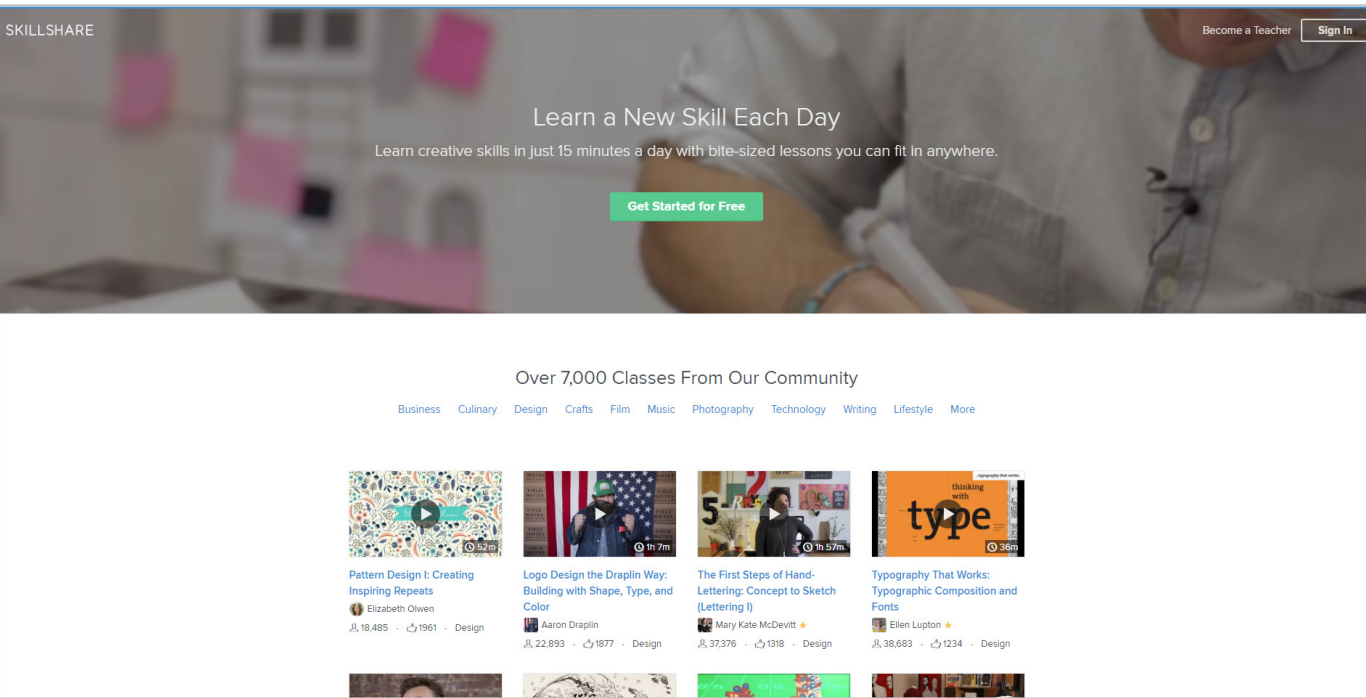 SKILLSHARE
Become a Teacher
Sign In
Learn a New Skill Each Day
Learn creative skills in just 15 minutes a day with bite-sized lessons you can fit in anywhere.
Get Started for Free
Over 7,000 Classes From Our Community
Business Culinary Design Crafts Film Music Photography Technology Writing Lifestyle More
52m
FIELD NOTES
1h 7m
1h 57m
..typography that works.
thinking
with
type
36m
Pattern Design I: Creating
Inspiring Repeats
Elizabeth Olwen
18,485 · 1961 · Design
Logo Design the Draplin Way:
Building with Shape, Type, and
Color
Aaron Draplin
22,893 · 1877 · Design
The First Steps of Hand-
Lettering: Concept to Sketch
(Lettering I)
Mary Kate McDevitt
37,376 · 1318 · Design
Typography That Works:
Typographic Composition and
Fonts
Ellen Lupton
38,683 · 1234 · Design